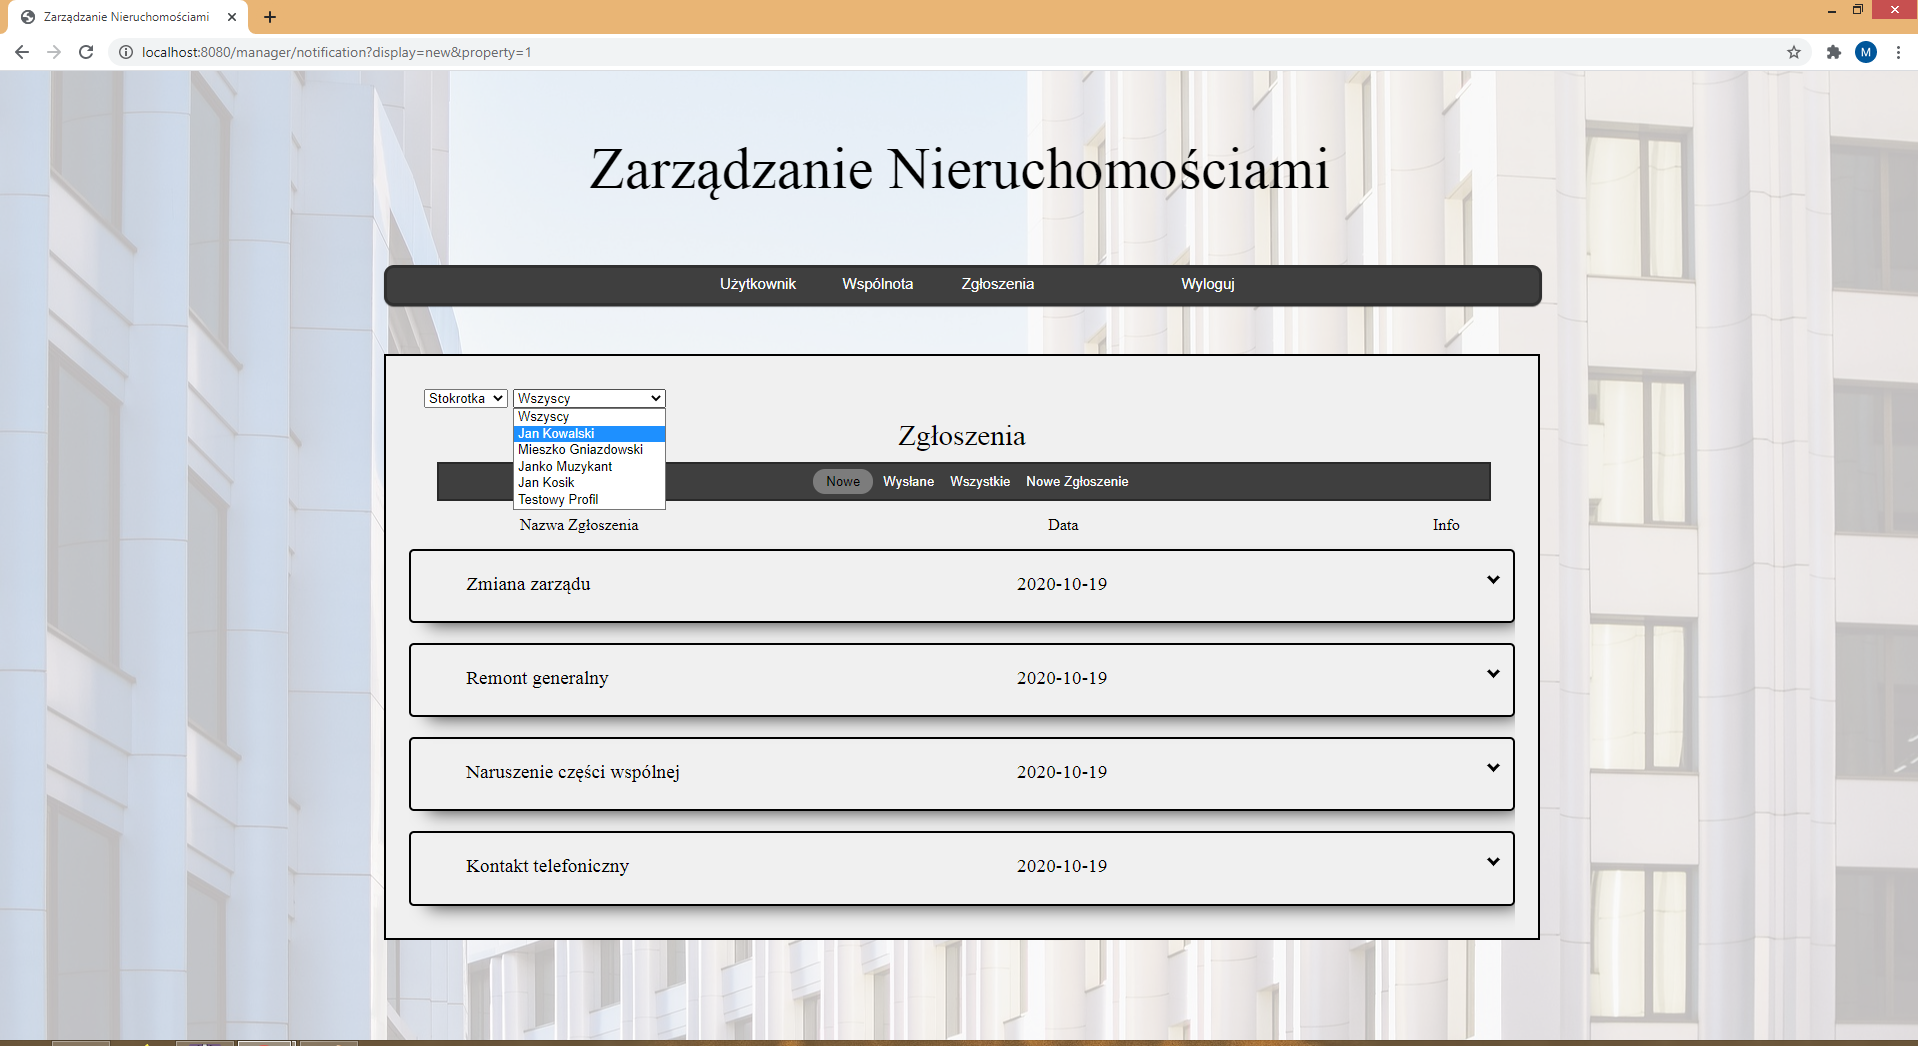 Zarządzanie Nieruchomościami
localhost:8080/manager/notification?display=new&property=1
M
Zarządzanie Nieruchomościami
Użytkownik Wspólnota Zgłoszenia Wyloguj
Stokrotka Wszyscy
Wszyscy
Jan Kowalski
Mieszko Gniazdowski
Janko Muzykant
Jan Kosik
Testowy Profil
Zgłoszenia
Nowe Wysłane Wszystkie Nowe Zgłoszenie
Nazwa Zgłoszenia Data Info
Zmiana zarządu 2020-10-19
Remont generalny 2020-10-19
Naruszenie części wspólnej 2020-10-19
Kontakt telefoniczny 2020-10-19